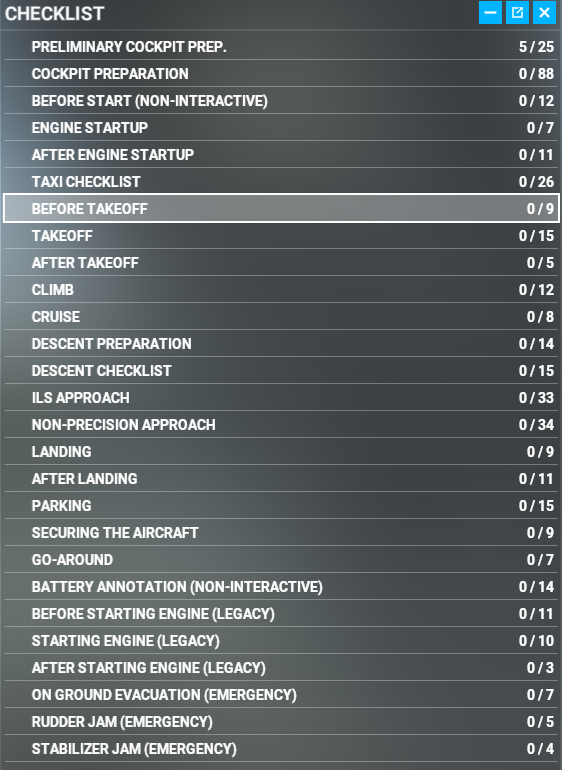 CHECKLIST
PRELIMINARY COCKPIT PREP. 5 / 25
COCKPIT PREPARATION 0 / 88
BEFORE START (NON-INTERACTIVE) 0 / 12
ENGINE STARTUP 0 / 7
AFTER ENGINE STARTUP 0 / 11
TAXI CHECKLIST 0 / 26
BEFORE TAKEOFF 0 / 9
TAKEOFF 0 / 15
AFTER TAKEOFF 0 / 5
CLIMB 0 / 12
CRUISE 0 / 8
DESCENT PREPARATION 0 / 14
DESCENT CHECKLIST 0 / 15
ILS APPROACH 0 / 33
NON-PRECISION APPROACH 0 / 34
LANDING 0 / 9
AFTER LANDING 0 / 11
PARKING 0 / 15
SECURING THE AIRCRAFT 0 / 9
GO-AROUND 0 / 7
BATTERY ANNOTATION (NON-INTERACTIVE) 0 / 14
BEFORE STARTING ENGINE (LEGACY) 0 / 11
STARTING ENGINE (LEGACY) 0 / 10
AFTER STARTING ENGINE (LEGACY) 0 / 3
ON GROUND EVACUATION (EMERGENCY) 0 / 7
RUDDER JAM (EMERGENCY) 0 / 5
STABILIZER JAM (EMERGENCY) 0 / 4